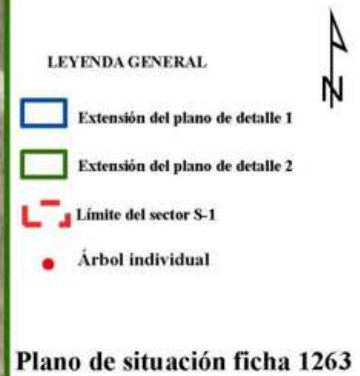 N
LEYENDA GENERAL
Extensión del plano de detalle 1
Extensión del plano de detalle 2
Límite del sector S-1
Árbol individual
Plano de situación ficha 1263